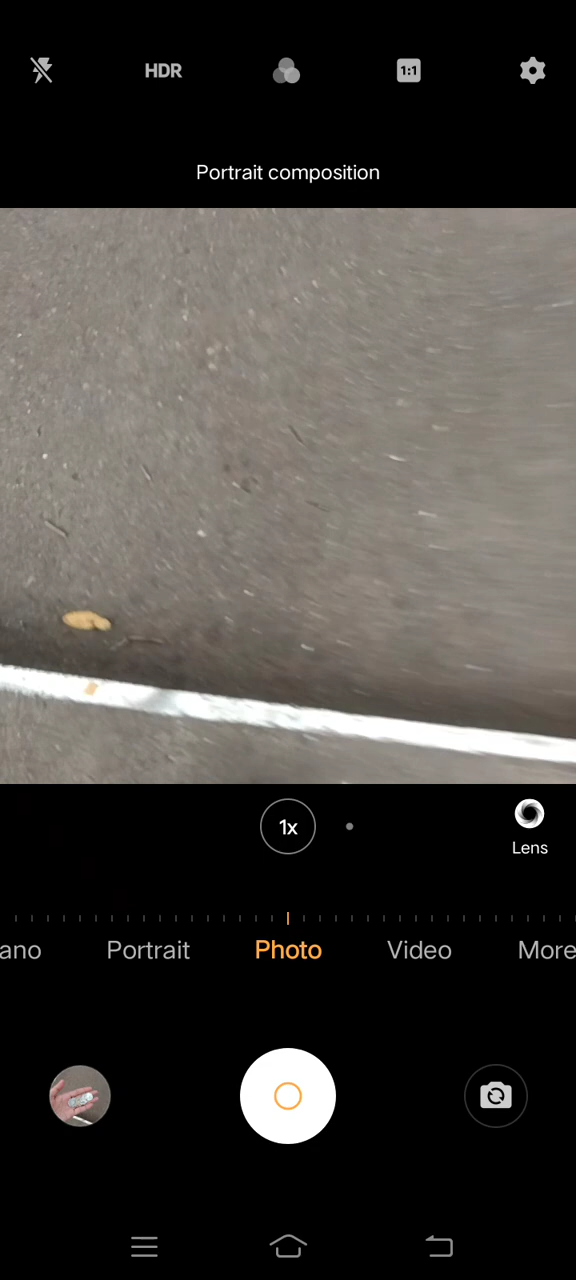 HDR
1:1
Portrait composition
1x
Lens
ano Portrait Photo Video More